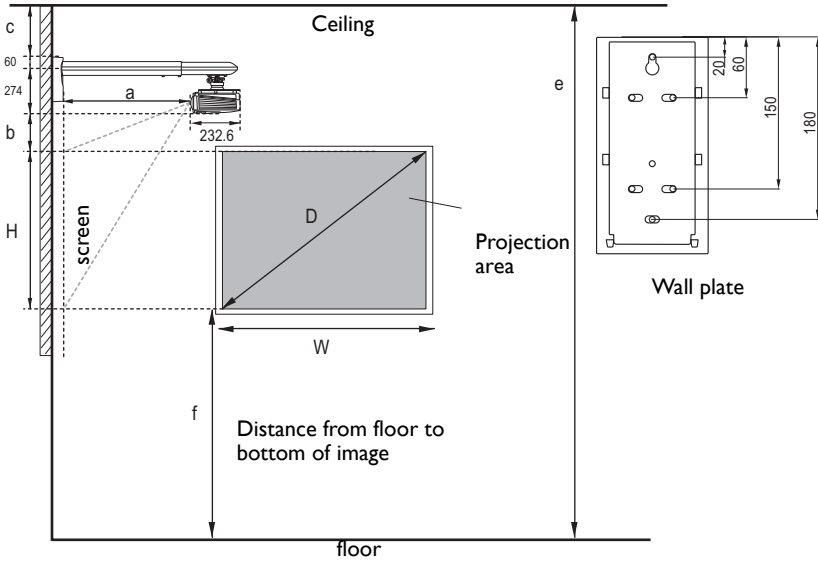 c
Ceiling
60
e
274
a
b
232.6
H
screen
D
Projection
area
W
f
Distance from floor to
bottom of image
floor
20
60
150
180
Wall plate